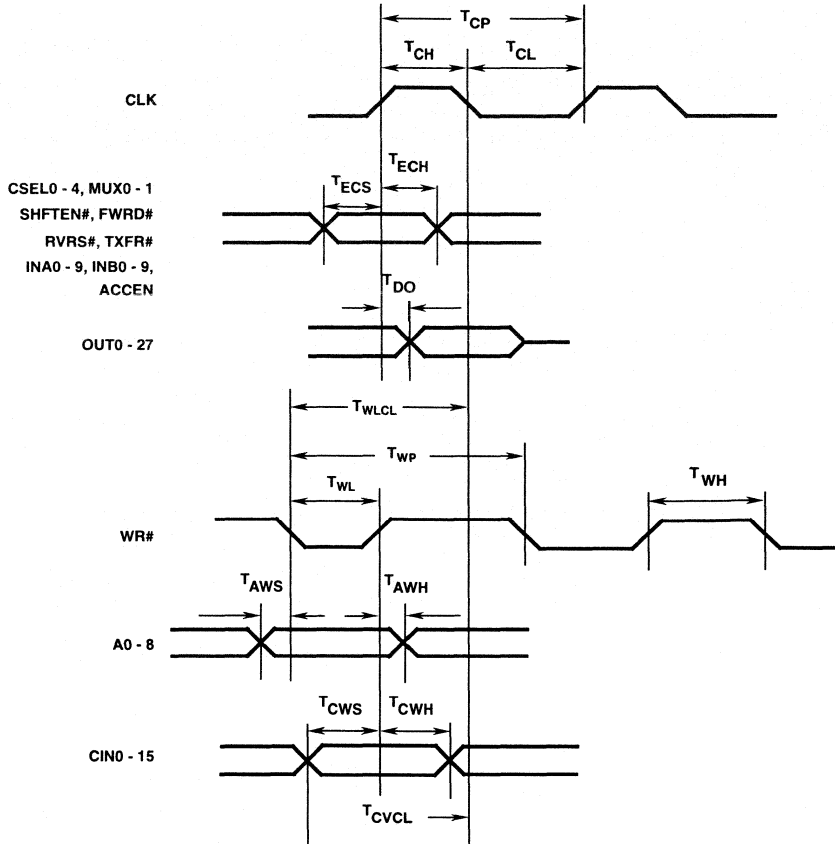 TCP
TCH
TCL
CLK
TECH
CSEL0 - 4, MUX0 - 1
TECS
SHFTEN#, FWRD#
RVRS#, TXFR#
INA0 - 9, INB0 - 9,
ACCEN
TDO
OUT0 - 27
TWLCL
TWP
TWL
TWH
WR#
TAWS
TAWH
A0 - 8
TCWS
TCWH
CIN0 - 15
TCVCL